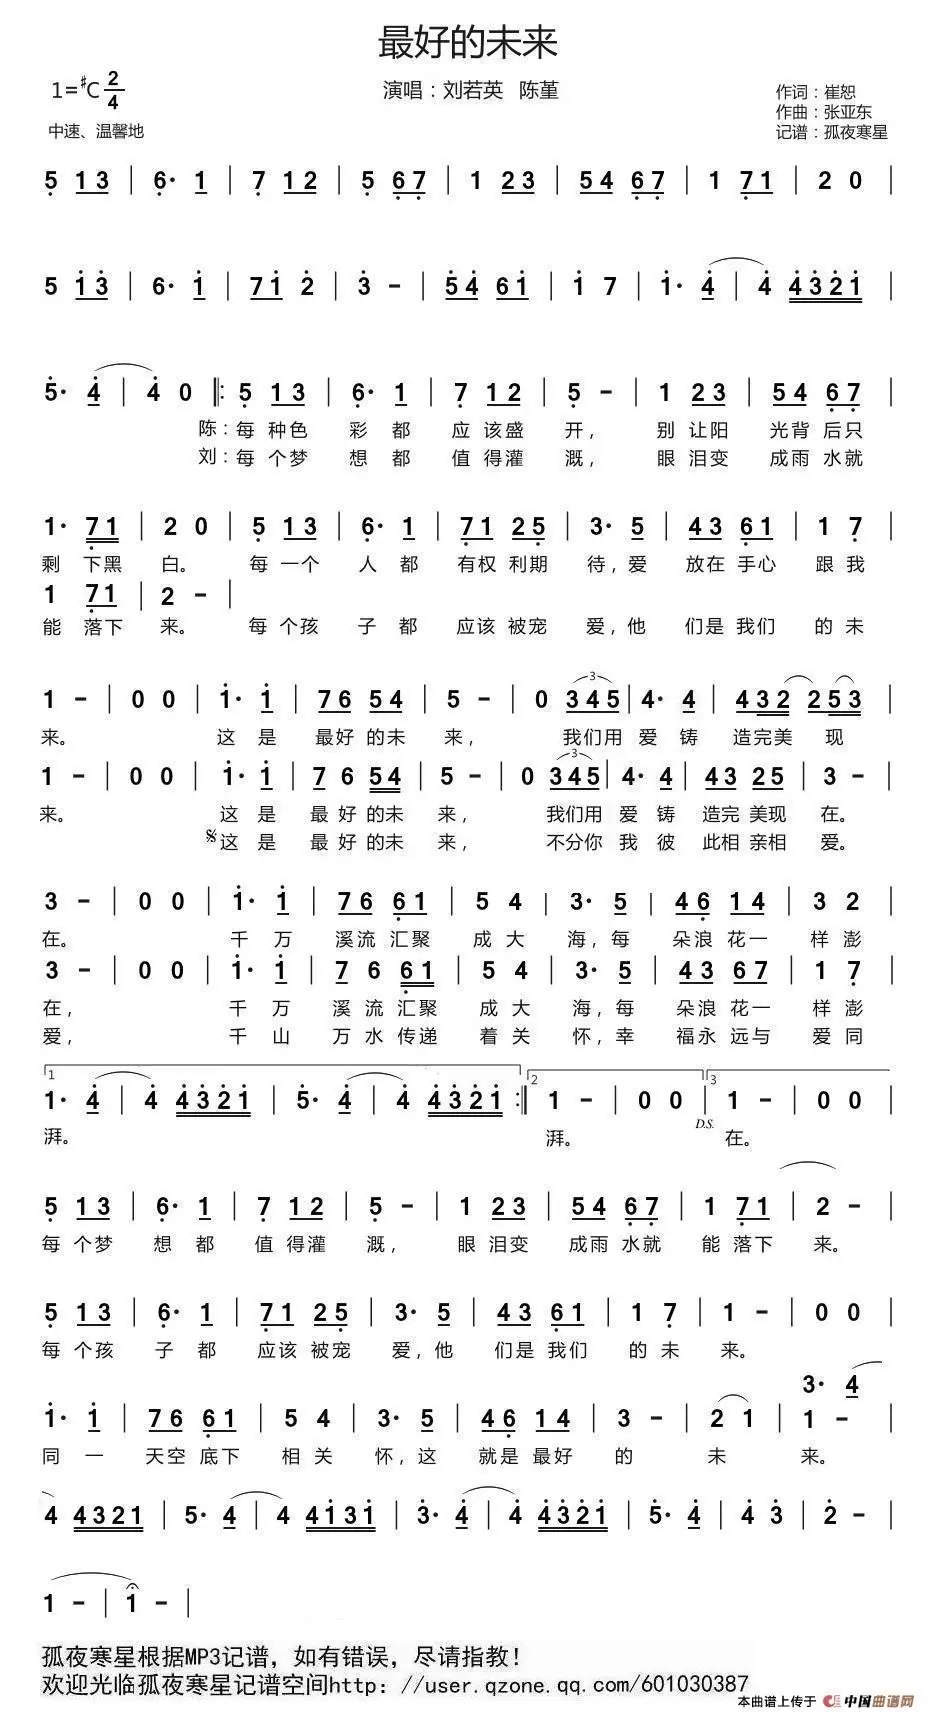 最好的未来
1=#C 2/4
演唱：刘若英 陈堇
作词：崔恕
作曲：张亚东
中速、温馨地
记谱：孤夜寒星
5 13 | 6· 1 | 7 12 | 5 67 | 1 23 | 54 67 | 1 71 | 2 0 |
5 13 | 6· 1 | 71 2 | 3 - | 54 61 | 1 7 | 1· 4 | 4 4321 |
5· 4 | 4 0 |: 5 13 | 6· 1 | 7 12 | 5 - | 1 23 | 54 67 |
陈：每 种色 彩 都 应 该盛 开， 别 让阳 光背 后只
刘：每 个梦 想 都 值 得灌 溉， 眼 泪变 成雨 水就
1· 71 | 2 0 | 5 13 | 6· 1 | 71 25 | 3· 5 | 43 61 | 1 7 |
剩 下黑 白。 每 一个 人 都 有权 利期 待，爱 放在 手心 跟 我
1 71 | 2 - |
能 落下 来。 每 个孩 子 都 应该 被宠 爱，他 们是 我们 的 未
1 - | 0 0 | 1· 1 | 76 54 | 5 - | 0 345 | 4· 4 | 432 253 |
来。 这 是 最好 的未 来， 我们用 爱 铸 造完美 现
1 - | 0 0 | 1· 1 | 7 6 54 | 5 - | 0 345 | 4· 4 | 43 25 | 3 - |
来。 这 是 最 好 的未 来， 我们用 爱 铸 造完 美现 在。
𝄋这 是 最 好 的未 来， 不分你 我 彼 此相 亲相 爱。
3 - | 0 0 | 1· 1 | 76 61 | 5 4 | 3· 5 | 46 14 | 3 2 |
在。 千 万 溪流 汇聚 成 大 海，每 朵浪 花一 样 澎
3 - | 0 0 | 1· 1 | 7 6 61 | 5 4 | 3· 5 | 43 67 | 1 7 |
在， 千 万 溪 流 汇聚 成 大 海，每 朵浪 花一 样 澎
爱， 千 山 万 水 传递 着 关 怀，幸 福永 远与 爱 同
1 2 3
1· 4 | 4 4321 | 5· 4 | 4 4321 :| 1 - | 0 0 | 1 - | 0 0 |
D.S.
湃。 湃。 在。
5 13 | 6· 1 | 7 12 | 5 - | 1 23 | 54 67 | 1 71 | 2 - |
每 个梦 想 都 值 得灌 溉， 眼 泪变 成雨 水就 能 落下 来。
5 13 | 6· 1 | 71 25 | 3· 5 | 43 61 | 1 7 | 1 - | 0 0 |
每 个孩 子 都 应该 被宠 爱，他 们是 我们 的 未 来。
3· 4
1· 1 | 76 61 | 5 4 | 3· 5 | 46 14 | 3 - | 2 1 | 1 - |
同 一 天空 底下 相 关 怀，这 就是 最好 的 未 来。
4 4321 | 5· 4 | 4 4131 | 3· 4 | 4 4321 | 5· 4 | 4 3 | 2 - |
1 - | 1 - |
孤夜寒星根据MP3记谱，如有错误，尽请指教！
欢迎光临孤夜寒星记谱空间http：//user.qzone.qq.com/601030387
本曲谱上传于 中国曲谱网